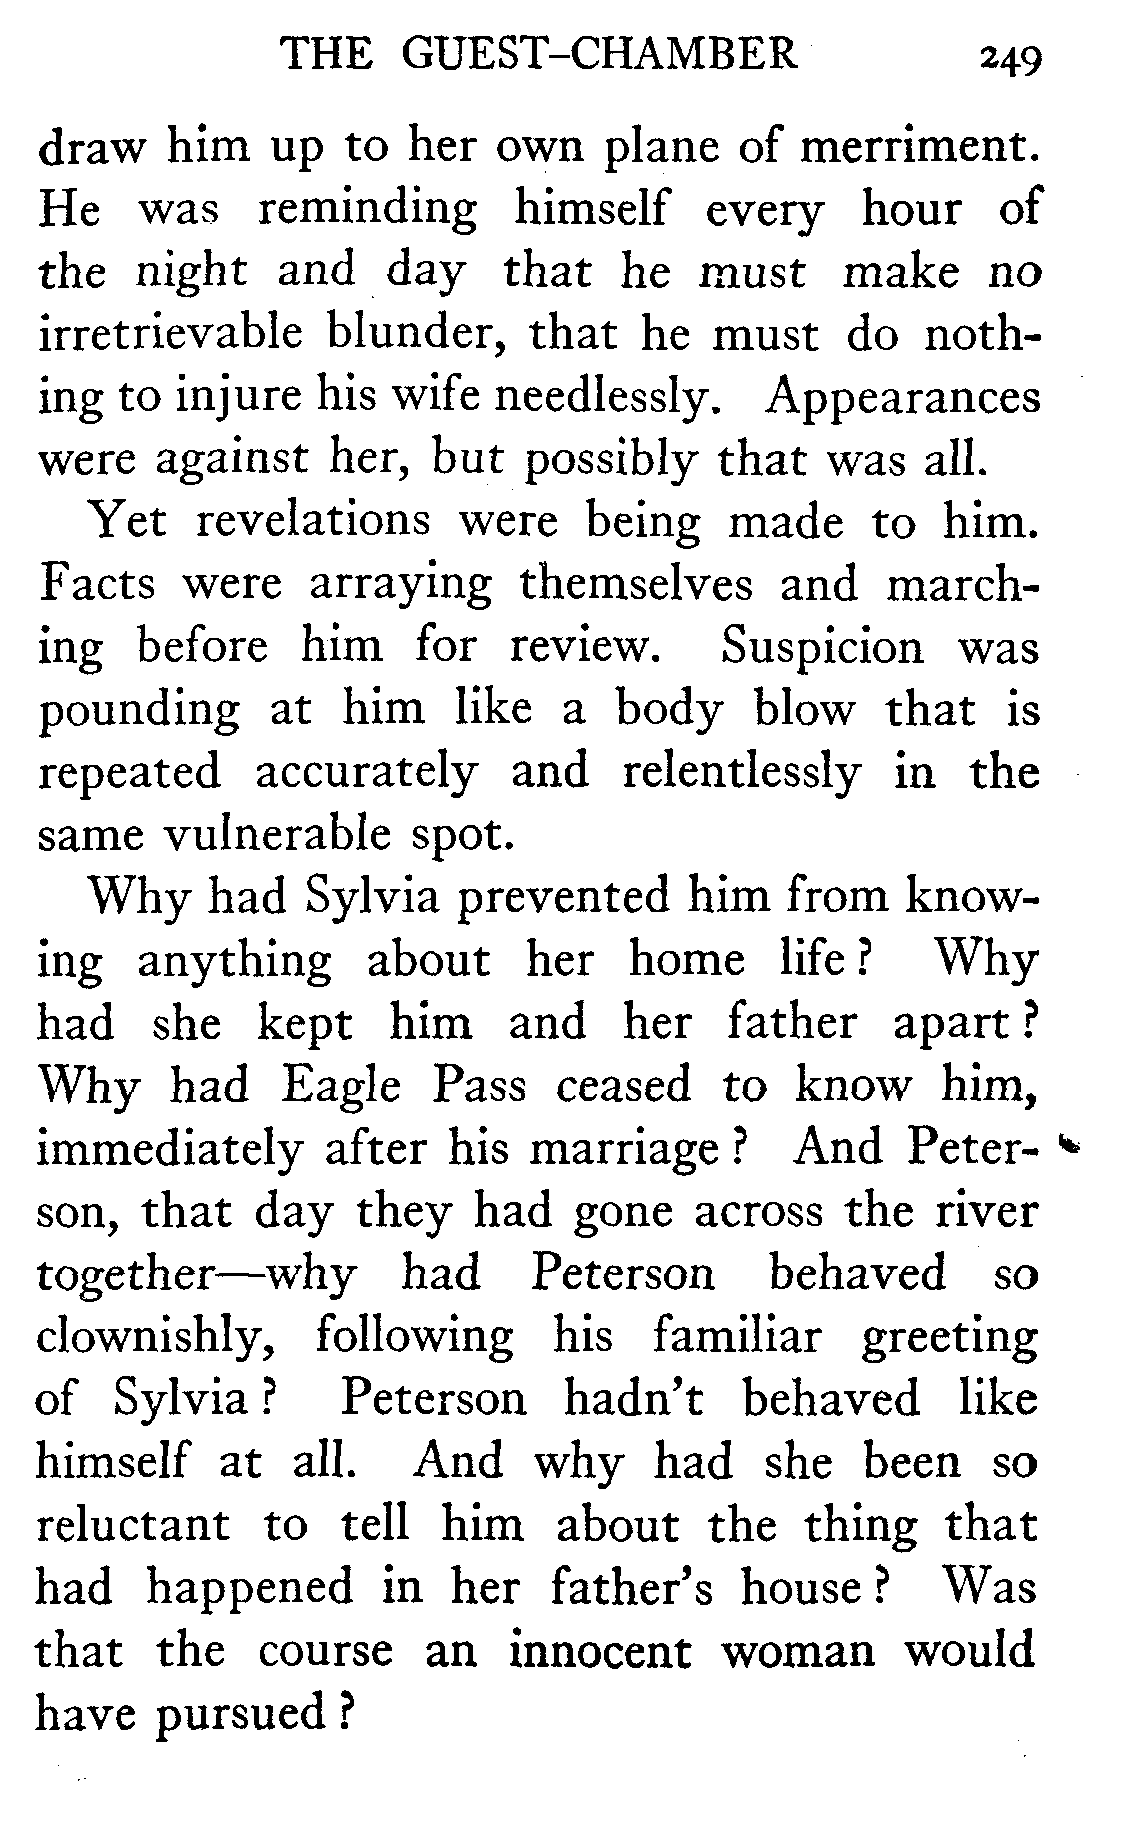 THE GUEST-CHAMBER 249
draw him up to her own plane of merriment.
He was reminding himself every hour of
the night and day that he must make no
irretrievable blunder, that he must do noth-
ing to injure his wife needlessly. Appearances
were against her, but possibly that was all.
Yet revelations were being made to him.
Facts were arraying themselves and march-
ing before him for review. Suspicion was
pounding at him like a body blow that is
repeated accurately and relentlessly in the
same vulnerable spot.
Why had Sylvia prevented him from know-
ing anything about her home life? Why
had she kept him and her father apart?
Why had Eagle Pass ceased to know him,
immediately after his marriage? And Peter-
son, that day they had gone across the river
together—why had Peterson behaved so
clownishly, following his familiar greeting
of Sylvia? Peterson hadn't behaved like
himself at all. And why had she been so
reluctant to tell him about the thing that
had happened in her father's house? Was
that the course an innocent woman would
have pursued?